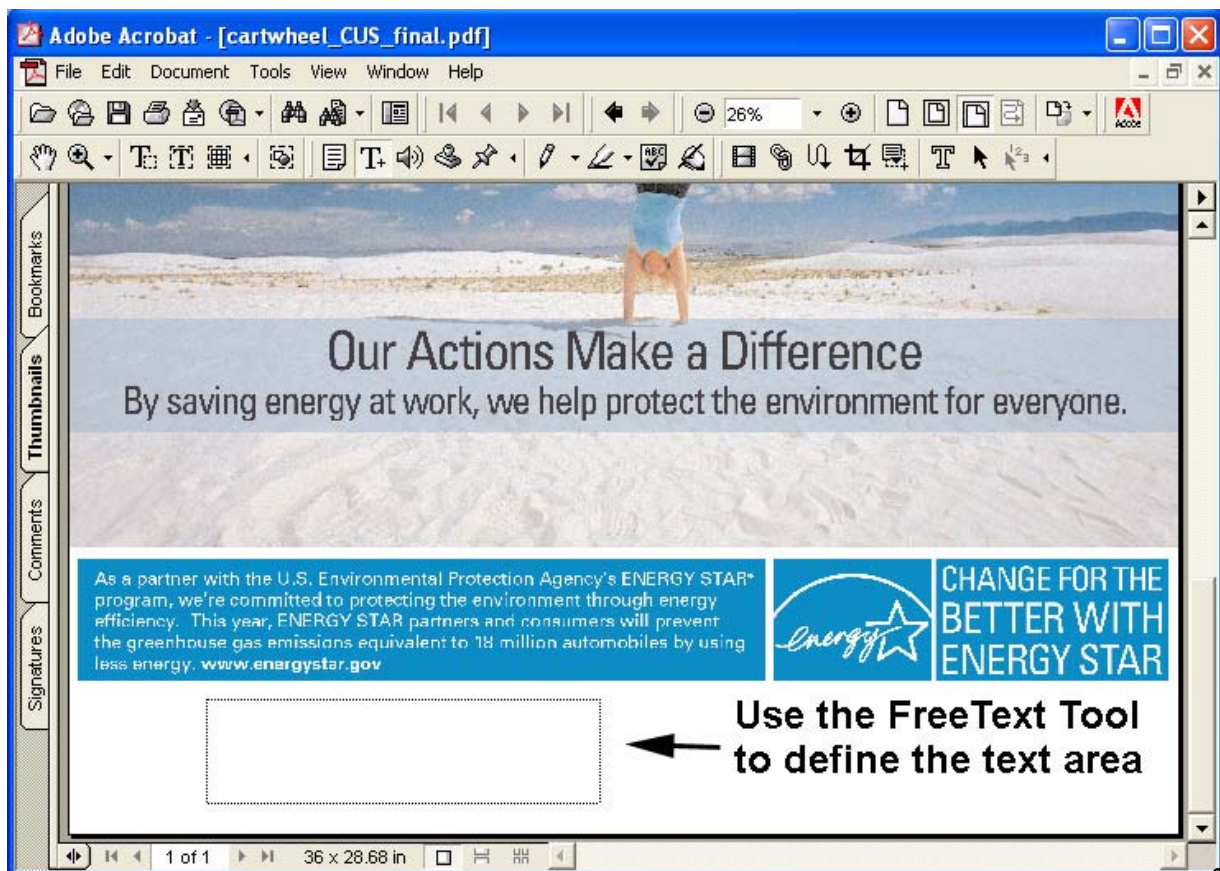 Adobe Acrobat - [cartwheel_CUS_final.pdf]
File Edit Document Tools View Window Help
26%
Adobe
ABC
Bookmarks
Thumbnails
Comments
Signatures
Our Actions Make a Difference
By saving energy at work, we help protect the environment for everyone.
As a partner with the U.S. Environmental Protection Agency's ENERGY STAR®
program, we're committed to protecting the environment through energy
efficiency. This year, ENERGY STAR partners and consumers will prevent
the greenhouse gas emissions equivalent to 18 million automobiles by using
less energy. www.energystar.gov
energy
CHANGE FOR THE
BETTER WITH
ENERGY STAR
Use the FreeText Tool
to define the text area
1 of 1 36 x 28.68 in